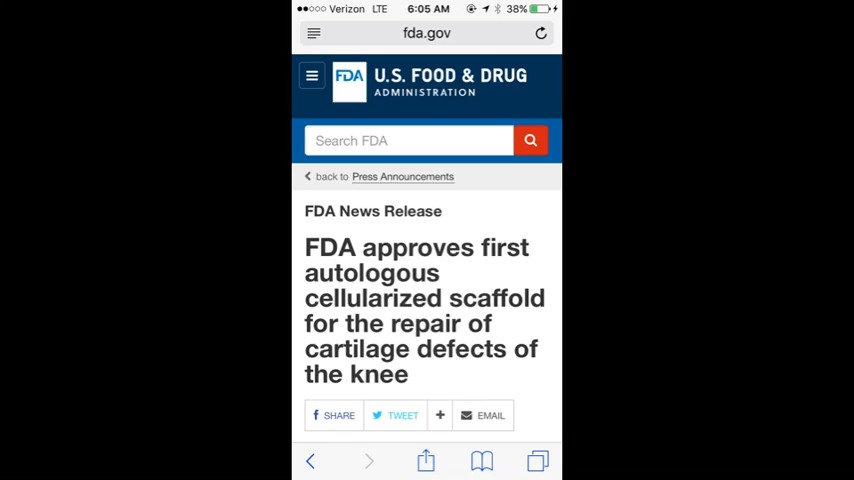 Verizon LTE 6:05 AM 38%
fda.gov
FDA U.S. FOOD & DRUG
ADMINISTRATION
Search FDA
back to Press Announcements
FDA News Release
FDA approves first
autologous
cellularized scaffold
for the repair of
cartilage defects of
the knee
SHARE TWEET EMAIL